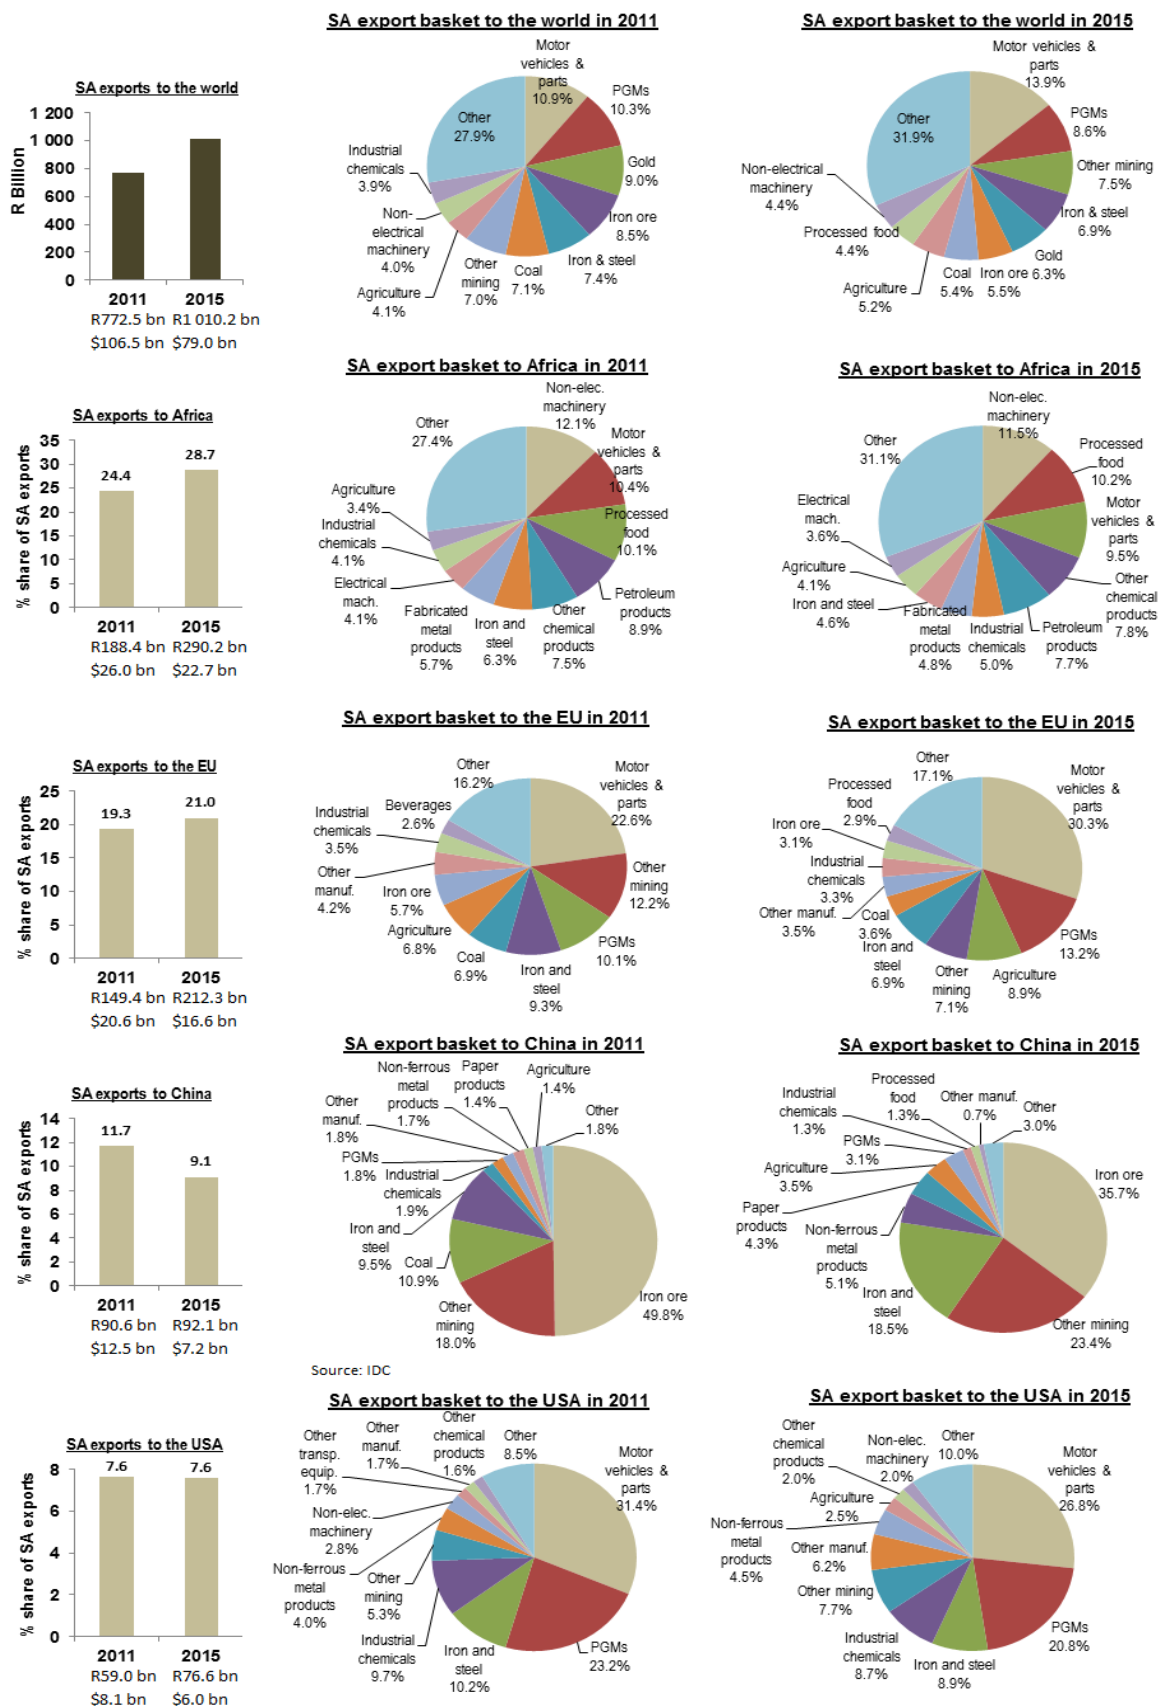 SA export basket to the world in 2011
SA export basket to the world in 2015
SA exports to the world
R Billion
1 200
1 000
800
600
400
200
0
2011
2015
R772.5 bn
R1 010.2 bn
$106.5 bn
$79.0 bn
Motor
vehicles &
parts
10.9%
PGMs
10.3%
Gold
9.0%
Iron ore
8.5%
Iron & steel
7.4%
Coal
7.1%
Other
mining
7.0%
Agriculture
4.1%
Non-
electrical
machinery
4.0%
Industrial
chemicals
3.9%
Other
27.9%
Motor vehicles &
parts
13.9%
PGMs
8.6%
Other mining
7.5%
Iron & steel
6.9%
Gold
6.3%
Iron ore
5.5%
Coal
5.4%
Agriculture
5.2%
Processed food
4.4%
Non-electrical
machinery
4.4%
Other
31.9%
SA export basket to Africa in 2011
SA export basket to Africa in 2015
SA exports to Africa
% share of SA exports
35
30
25
20
15
10
5
0
24.4
28.7
2011
2015
R188.4 bn
R290.2 bn
$26.0 bn
$22.7 bn
Non-elec.
machinery
12.1%
Motor
vehicles &
parts
10.4%
Processed
food
10.1%
Petroleum
products
8.9%
Other
chemical
products
7.5%
Iron and
steel
6.3%
Fabricated
metal
products
5.7%
Electrical
mach.
4.1%
Industrial
chemicals
4.1%
Agriculture
3.4%
Other
27.4%
Non-elec.
machinery
11.5%
Processed
food
10.2%
Motor
vehicles &
parts
9.5%
Other
chemical
products
7.8%
Petroleum
products
7.7%
Industrial
chemicals
5.0%
Fabricated
metal
products
4.8%
Iron and steel
4.6%
Agriculture
4.1%
Electrical
mach.
3.6%
Other
31.1%
SA export basket to the EU in 2011
SA export basket to the EU in 2015
SA exports to the EU
% share of SA exports
25
20
15
10
5
0
19.3
21.0
2011
2015
R149.4 bn
R212.3 bn
$20.6 bn
$16.6 bn
Motor
vehicles &
parts
22.6%
Other
mining
12.2%
PGMs
10.1%
Iron and
steel
9.3%
Coal
6.9%
Agriculture
6.8%
Iron ore
5.7%
Other
manuf.
4.2%
Industrial
chemicals
3.5%
Beverages
2.6%
Other
16.2%
Motor
vehicles &
parts
30.3%
PGMs
13.2%
Agriculture
8.9%
Other
mining
7.1%
Iron and
steel
6.9%
Coal
3.6%
Other manuf.
3.5%
Industrial
chemicals
3.3%
Iron ore
3.1%
Processed
food
2.9%
Other
17.1%
SA export basket to China in 2011
SA export basket to China in 2015
SA exports to China
% share of SA exports
14
12
10
8
6
4
2
0
11.7
9.1
2011
2015
R90.6 bn
R92.1 bn
$12.5 bn
$7.2 bn
Iron ore
49.8%
Other
mining
18.0%
Coal
10.9%
Iron and
steel
9.5%
Industrial
chemicals
1.9%
PGMs
1.8%
Other
manuf.
1.8%
Non-ferrous
metal
products
1.7%
Paper
products
1.4%
Agriculture
1.4%
Other
1.8%
Iron ore
35.7%
Other mining
23.4%
Iron and
steel
18.5%
Non-ferrous
metal
products
5.1%
Paper
products
4.3%
Agriculture
3.5%
PGMs
3.1%
Industrial
chemicals
1.3%
Processed
food
1.3%
Other manuf.
0.7%
Other
3.0%
Source: IDC
SA export basket to the USA in 2011
SA export basket to the USA in 2015
SA exports to the USA
% share of SA exports
8
6
4
2
0
7.6
7.6
2011
2015
R59.0 bn
R76.6 bn
$8.1 bn
$6.0 bn
Motor
vehicles &
parts
31.4%
PGMs
23.2%
Iron and
steel
10.2%
Industrial
chemicals
9.7%
Other
mining
5.3%
Non-ferrous
metal
products
4.0%
Non-elec.
machinery
2.8%
Other
transp.
equip.
1.7%
Other
manuf.
1.7%
Other
chemical
products
1.6%
Other
8.5%
Motor
vehicles &
parts
26.8%
PGMs
20.8%
Iron and steel
8.9%
Industrial
chemicals
8.7%
Other mining
7.7%
Other manuf.
6.2%
Non-ferrous
metal
products
4.5%
Agriculture
2.5%
Other
chemical
products
2.0%
Non-elec.
machinery
2.0%
Other
10.0%